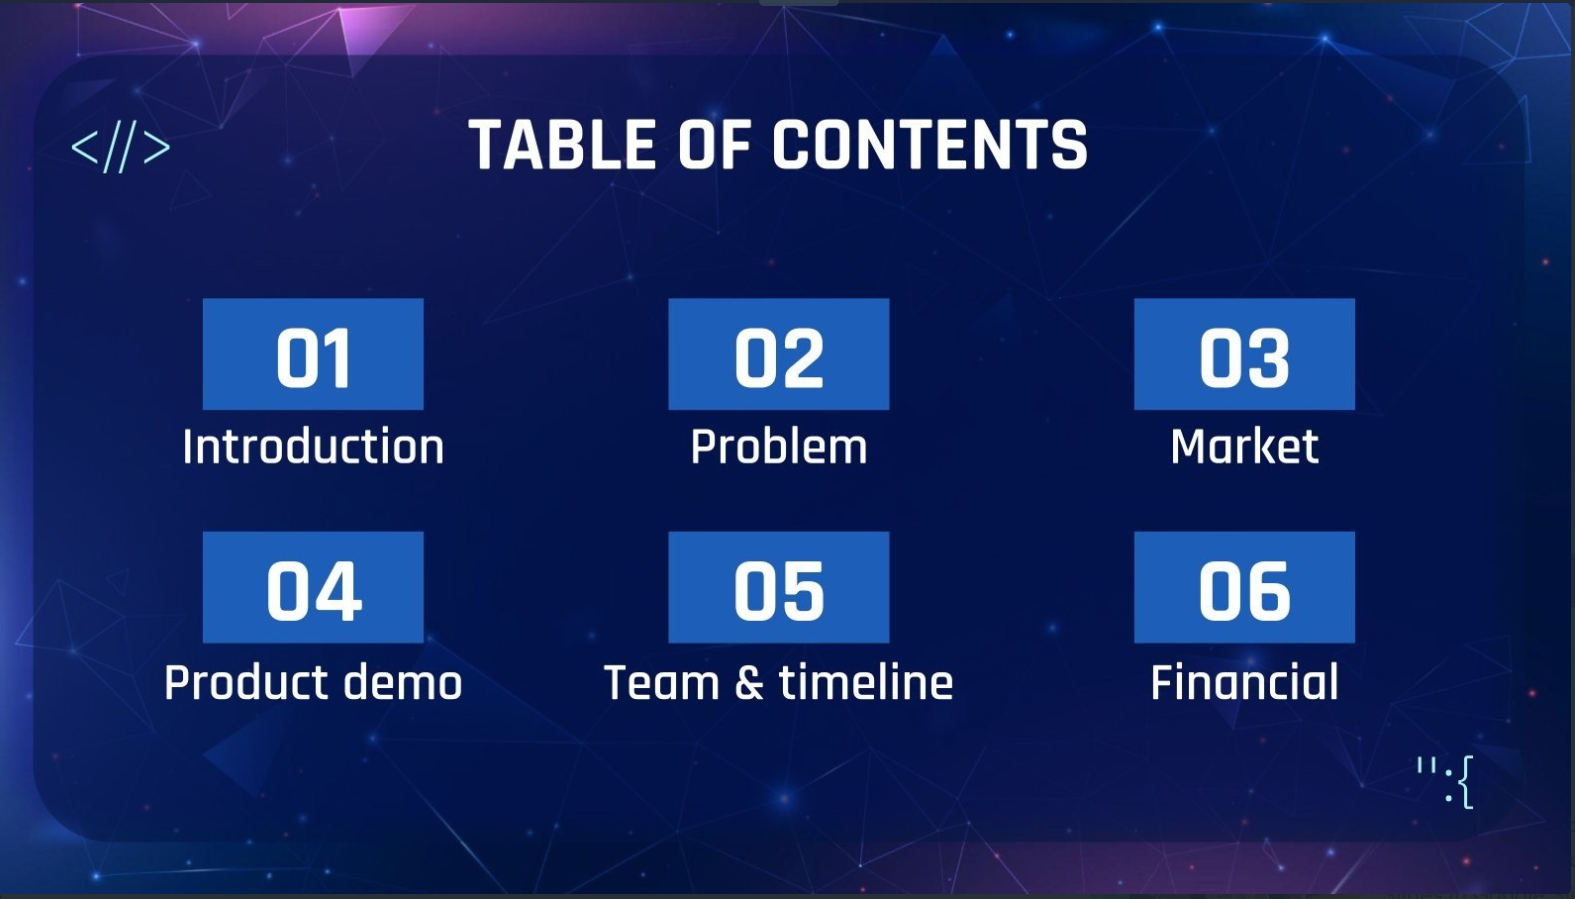 <//>
TABLE OF CONTENTS
01
Introduction
02
Problem
03
Market
04
Product demo
05
Team & timeline
06
Financial
":{